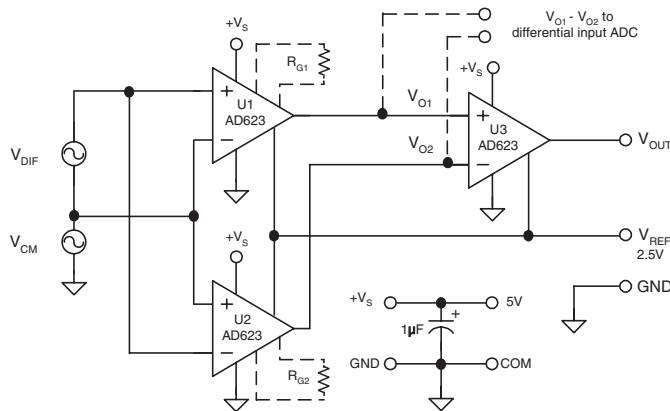 V_O1 - V_O2 to
differential input ADC
+V_S
R_G1
+
U1
AD623
−
V_O1
V_O2
+V_S
+
U3
AD623
−
V_OUT
V_DIF
V_CM
V_REF
2.5V
+V_S
+
U2
AD623
−
R_G2
+V_S
5V
1µF
+
GND
COM
GND